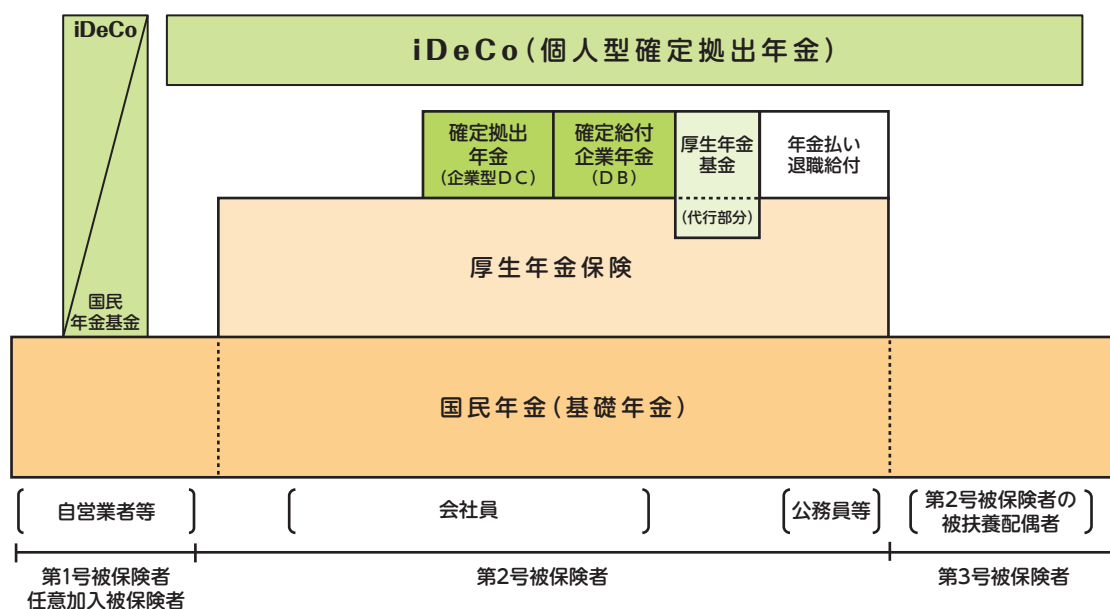 iDeCo
iDeCo(個人型確定拠出年金)
確定拠出
年金
(企業型DC)
確定給付
企業年金
(DB)
厚生年金
基金
(代行部分)
年金払い
退職給付
厚生年金保険
国民
年金基金
国民年金(基礎年金)
自営業者等
会社員
公務員等
第2号被保険者の
被扶養配偶者
第1号被保険者
任意加入被保険者
第2号被保険者
第3号被保険者